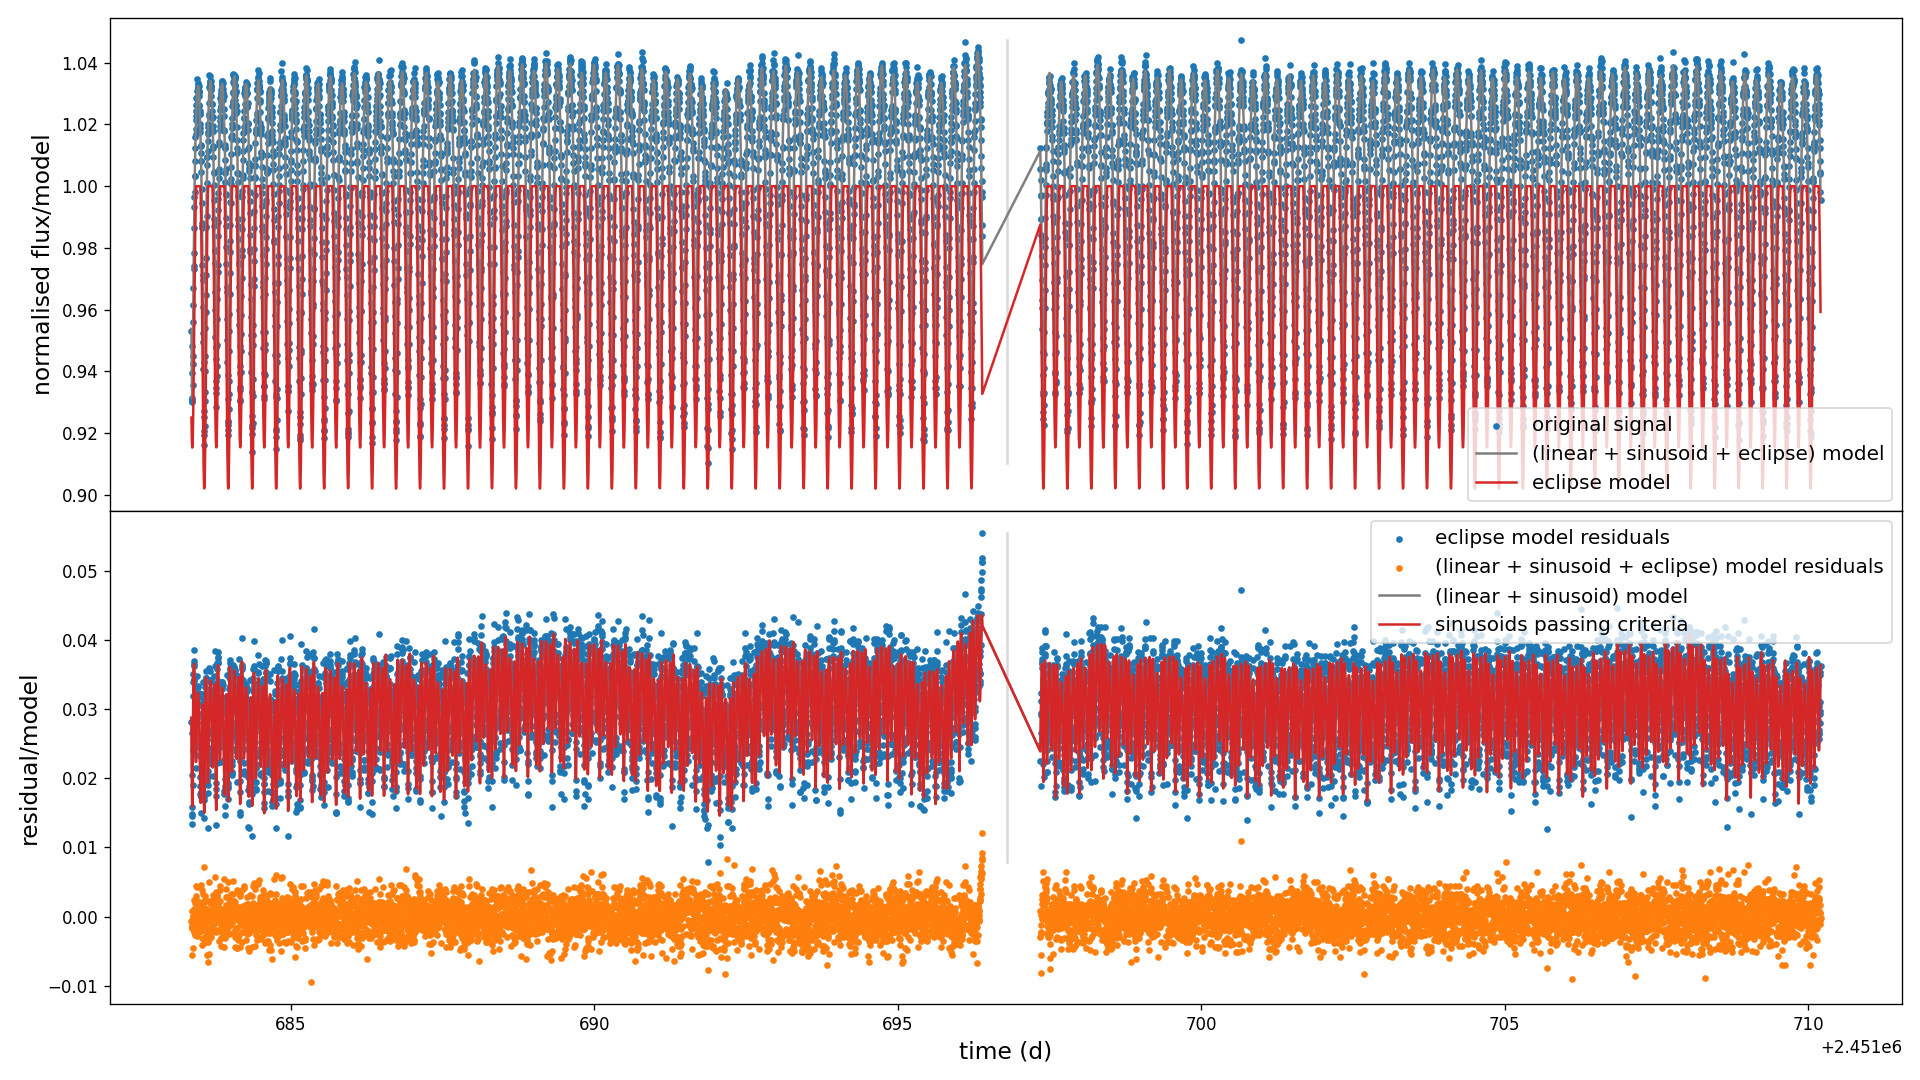 normalised flux/model
1.04
1.02
1.00
0.98
0.96
0.94
0.92
0.90
original signal
(linear + sinusoid + eclipse) model
eclipse model
residual/model
0.05
0.04
0.03
0.02
0.01
0.00
−0.01
eclipse model residuals
(linear + sinusoid + eclipse) model residuals
(linear + sinusoid) model
sinusoids passing criteria
685 690 695 700 705 710
time (d)
+2.451e6